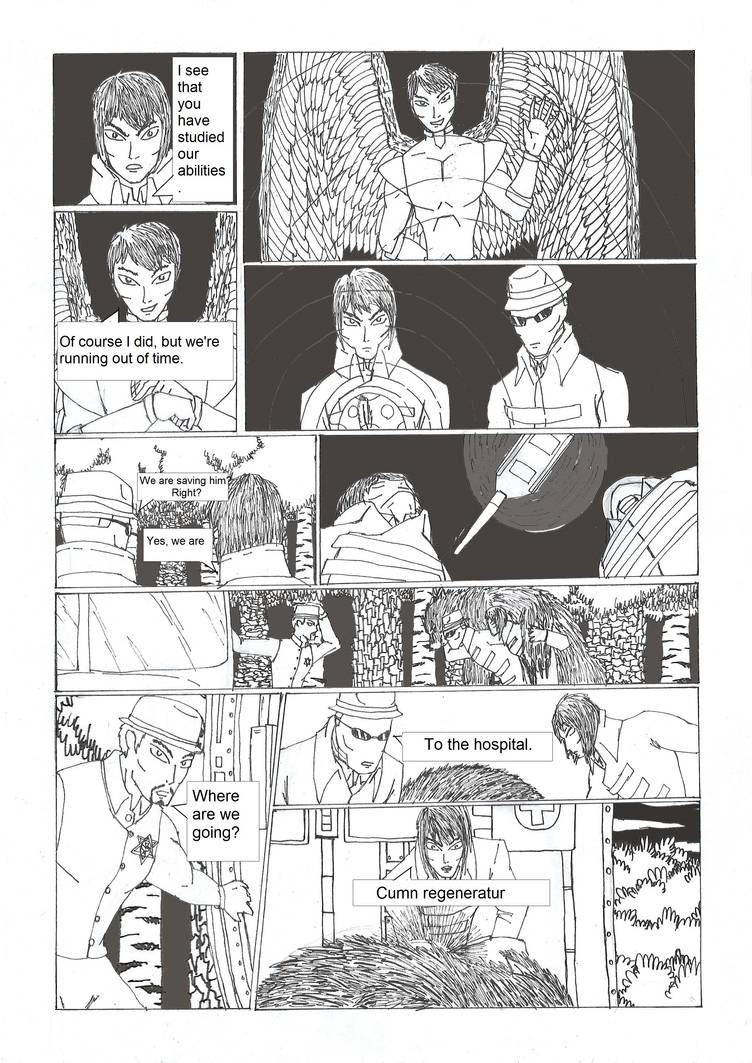 I see
that
you
have
studied
our
abilities
.
Of course I did, but we're
running out of time.
We are saving him?
Right?
Yes, we are
To the hospital.
Where
are we
going?
Cumn regeneratur